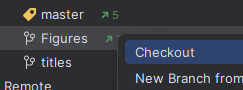 master 5
Figures
Checkout
titles
New Branch from
Remote